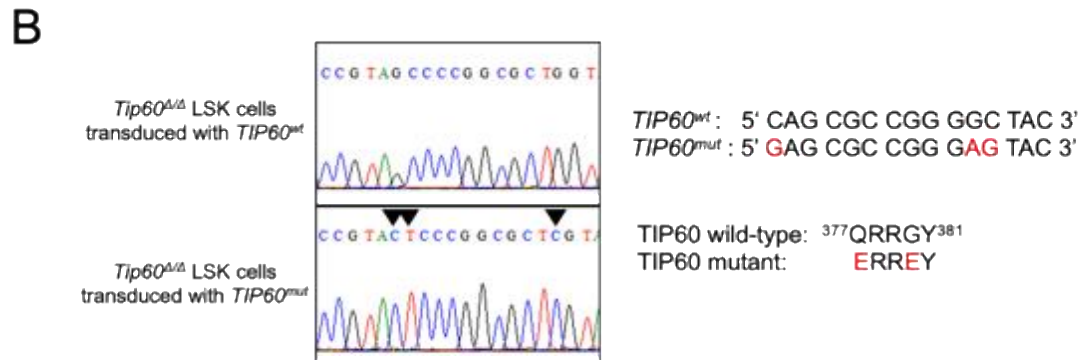 B
Tip60Δ/Δ LSK cells
transduced with TIP60wt
CCGTAGCCCCGGCGCTGGT
TIP60wt : 5' CAG CGC CGG GGC TAC 3'
TIP60mut : 5' GAG CGC CGG GAG TAC 3'
Tip60Δ/Δ LSK cells
transduced with TIP60mut
CCGTACTCCCGGCGCTCGTA
TIP60 wild-type: 377QRRGY381
TIP60 mutant: ERREY